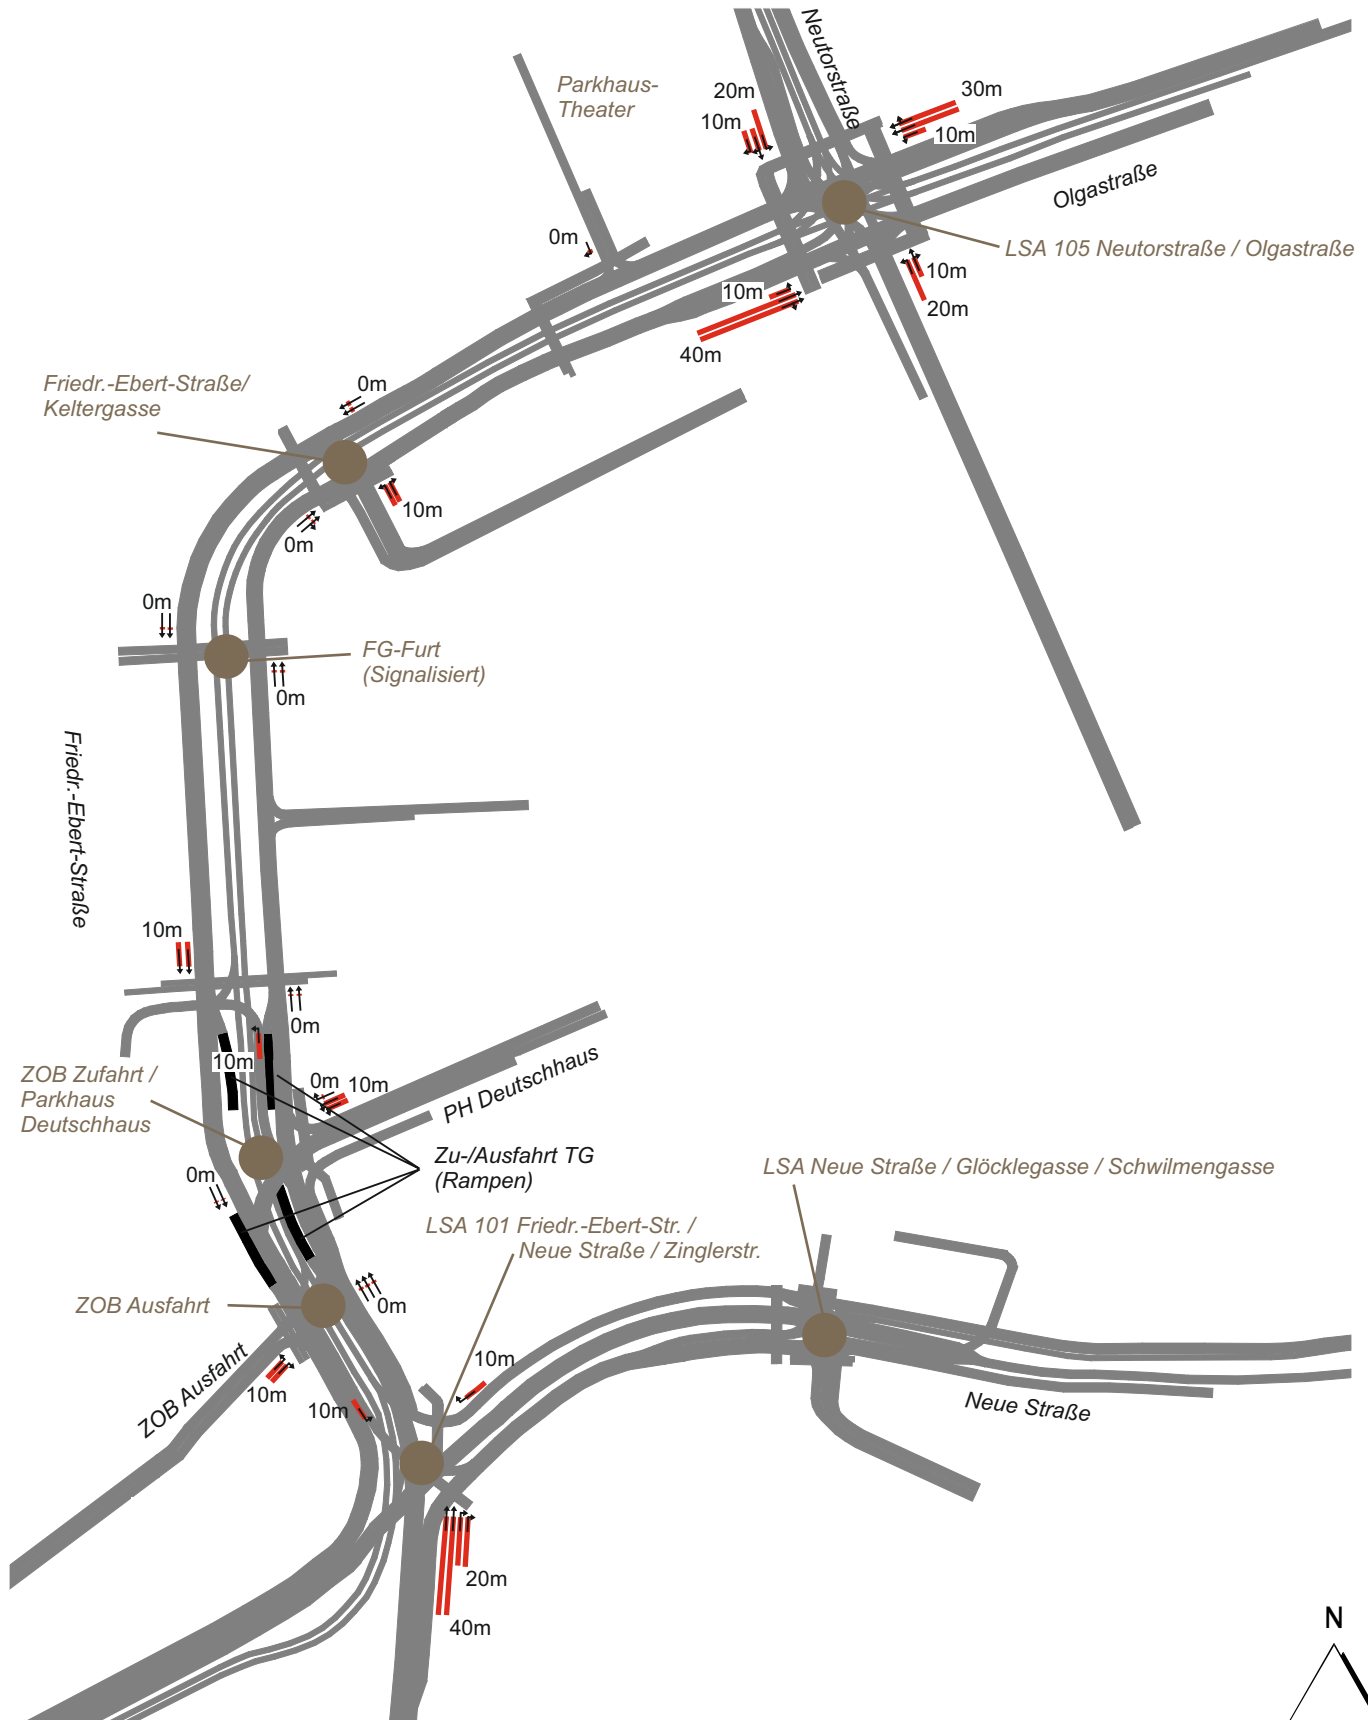 Neutorstraße
Parkhaus-
Theater
20m
10m
30m
10m
Olgastraße
0m
LSA 105 Neutorstraße / Olgastraße
10m
20m
10m
40m
Friedr.-Ebert-Straße/
Keltergasse
0m
10m
0m
0m
FG-Furt
(Signalisiert)
0m
Friedr.-Ebert-Straße
10m
0m
10m
ZOB Zufahrt /
Parkhaus
Deutschhaus
0m
10m
PH Deutschhaus
Zu-/Ausfahrt TG
(Rampen)
0m
LSA Neue Straße / Glöcklegasse / Schwilmengasse
LSA 101 Friedr.-Ebert-Str. /
Neue Straße / Zinglerstr.
ZOB Ausfahrt
0m
ZOB Ausfahrt
10m
10m
10m
Neue Straße
20m
40m
N